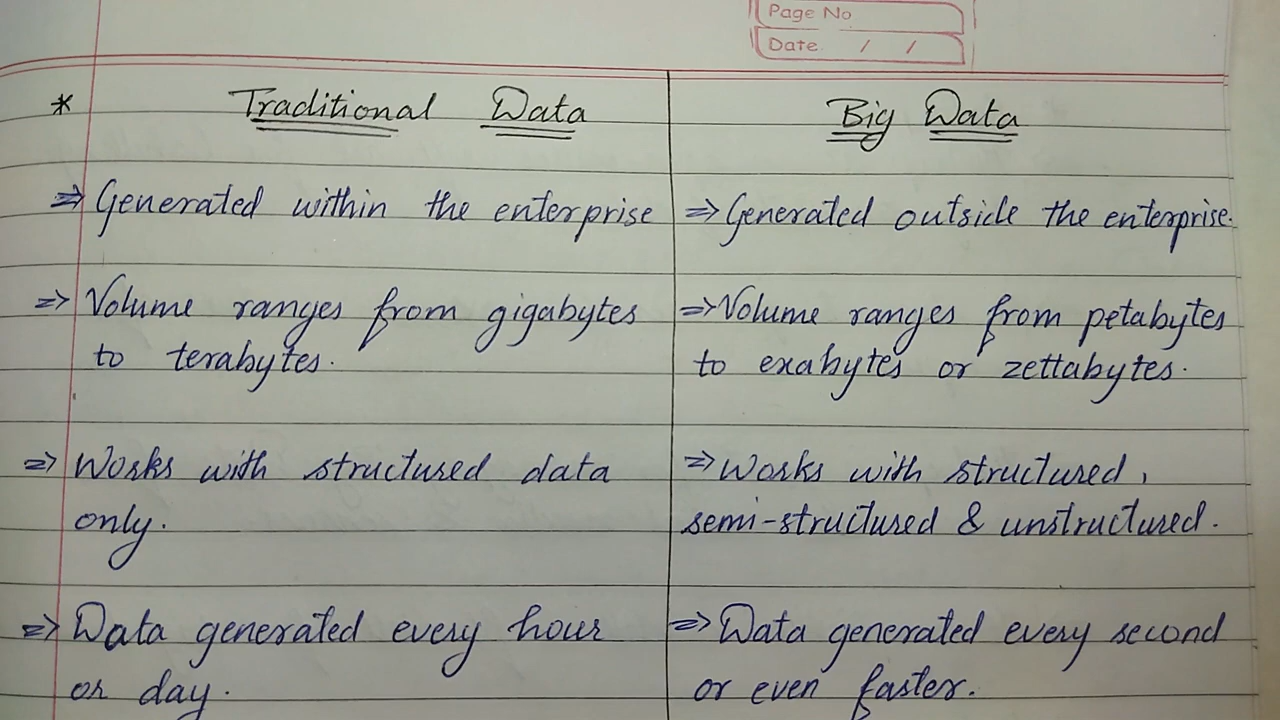 Page No
Date / /
* Traditional Data
Big Data
⇒ Generated within the enterprise
⇒ Generated outside the enterprise.
⇒ Volume ranges from gigabytes
to terabytes.
⇒ Volume ranges from petabytes
to exabytes or zettabytes.
⇒ Works with structured data
only.
⇒ Works with structured,
semi-structured & unstructured.
⇒ Data generated every hour
or day.
⇒ Data generated every second
or even faster.